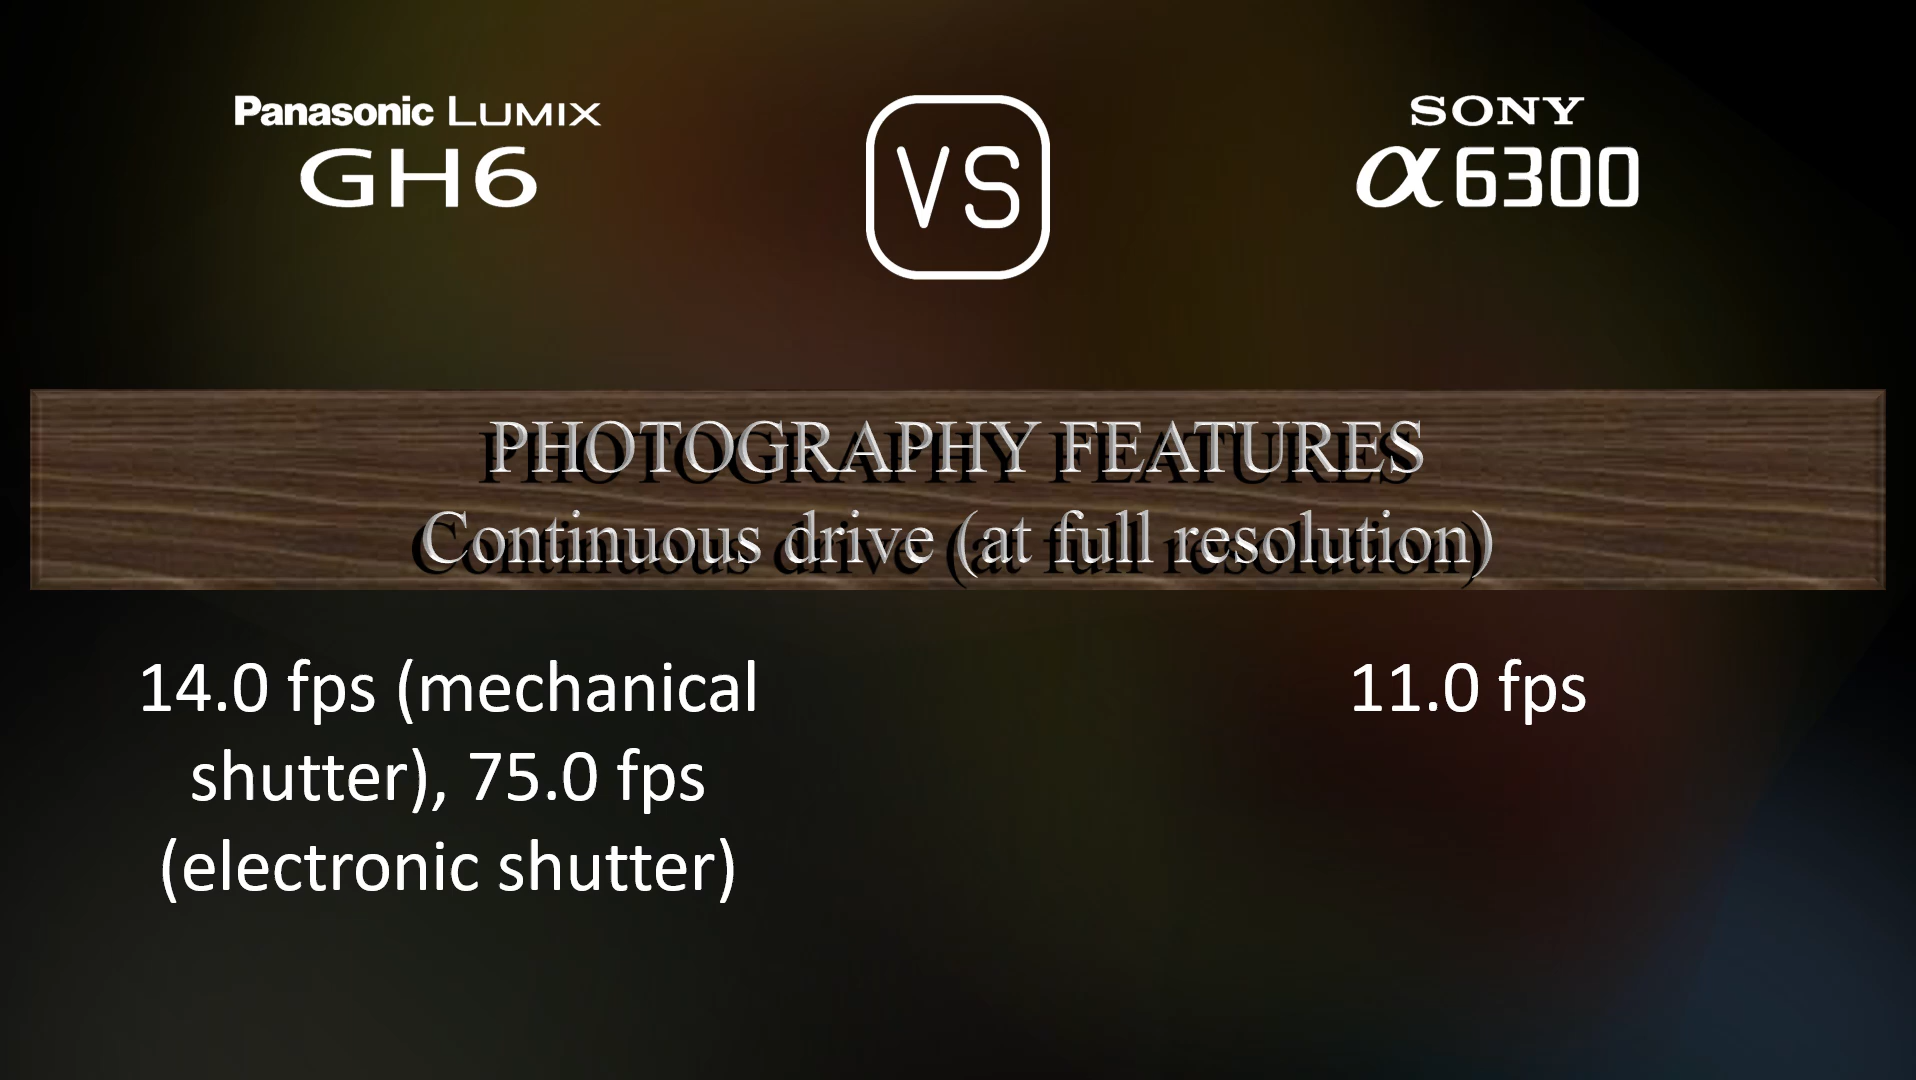 Panasonic LUMIX
GH6
VS
SONY
α6300
PHOTOGRAPHY FEATURES
Continuous drive (at full resolution)
14.0 fps (mechanical
shutter), 75.0 fps
(electronic shutter)
11.0 fps